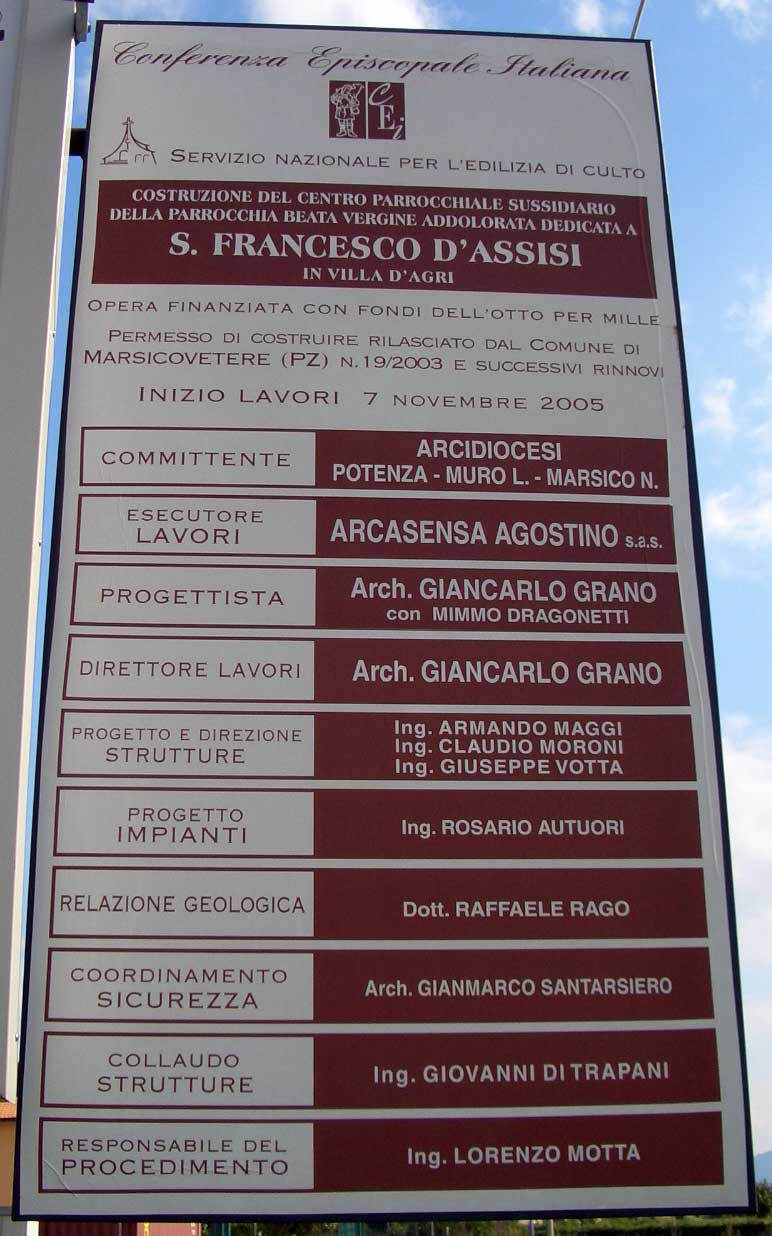 Conferenza Episcopale Italiana
CEi
SERVIZIO NAZIONALE PER L'EDILIZIA DI CULTO
COSTRUZIONE DEL CENTRO PARROCCHIALE SUSSIDIARIO
DELLA PARROCCHIA BEATA VERGINE ADDOLORATA DEDICATA A
S. FRANCESCO D'ASSISI
IN VILLA D'AGRI
OPERA FINANZIATA CON FONDI DELL'OTTO PER MILLE
PERMESSO DI COSTRUIRE RILASCIATO DAL COMUNE DI
MARSICOVETERE (PZ) N.19/2003 E SUCCESSIVI RINNOVI
INIZIO LAVORI 7 NOVEMBRE 2005
COMMITTENTE
ARCIDIOCESI
POTENZA - MURO L. - MARSICO N.
ESECUTORE
LAVORI
ARCASENSA AGOSTINO s.a.s.
PROGETTISTA
Arch. GIANCARLO GRANO
con MIMMO DRAGONETTI
DIRETTORE LAVORI
Arch. GIANCARLO GRANO
PROGETTO E DIREZIONE
STRUTTURE
Ing. ARMANDO MAGGI
Ing. CLAUDIO MORONI
Ing. GIUSEPPE VOTTA
PROGETTO
IMPIANTI
Ing. ROSARIO AUTUORI
RELAZIONE GEOLOGICA
Dott. RAFFAELE RAGO
COORDINAMENTO
SICUREZZA
Arch. GIANMARCO SANTARSIERO
COLLAUDO
STRUTTURE
Ing. GIOVANNI DI TRAPANI
RESPONSABILE DEL
PROCEDIMENTO
Ing. LORENZO MOTTA